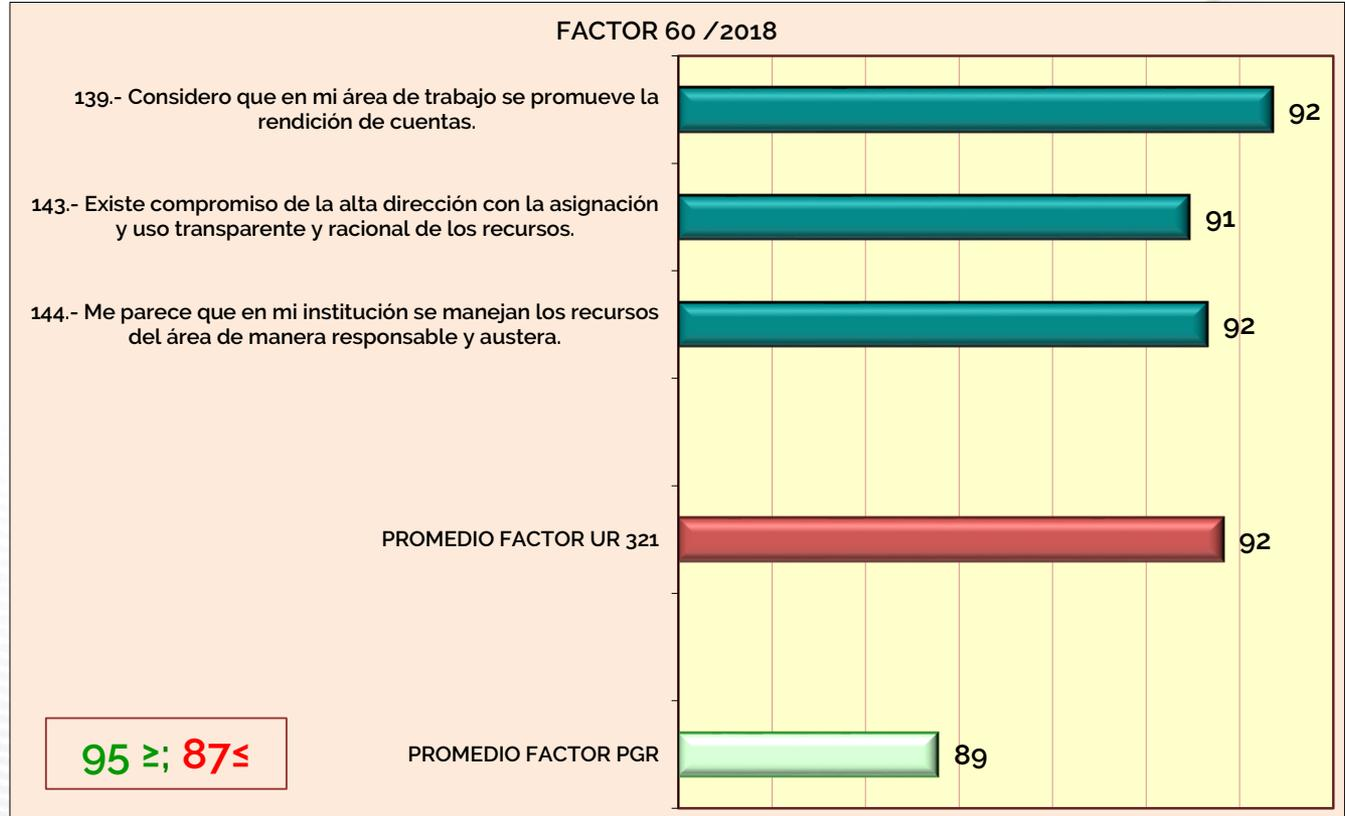 FACTOR 60 /2018
139.- Considero que en mi área de trabajo se promueve la
rendición de cuentas.
92
143.- Existe compromiso de la alta dirección con la asignación
y uso transparente y racional de los recursos.
91
144.- Me parece que en mi institución se manejan los recursos
del área de manera responsable y austera.
92
PROMEDIO FACTOR UR 321
92
PROMEDIO FACTOR PGR
89
95 ≥; 87≤